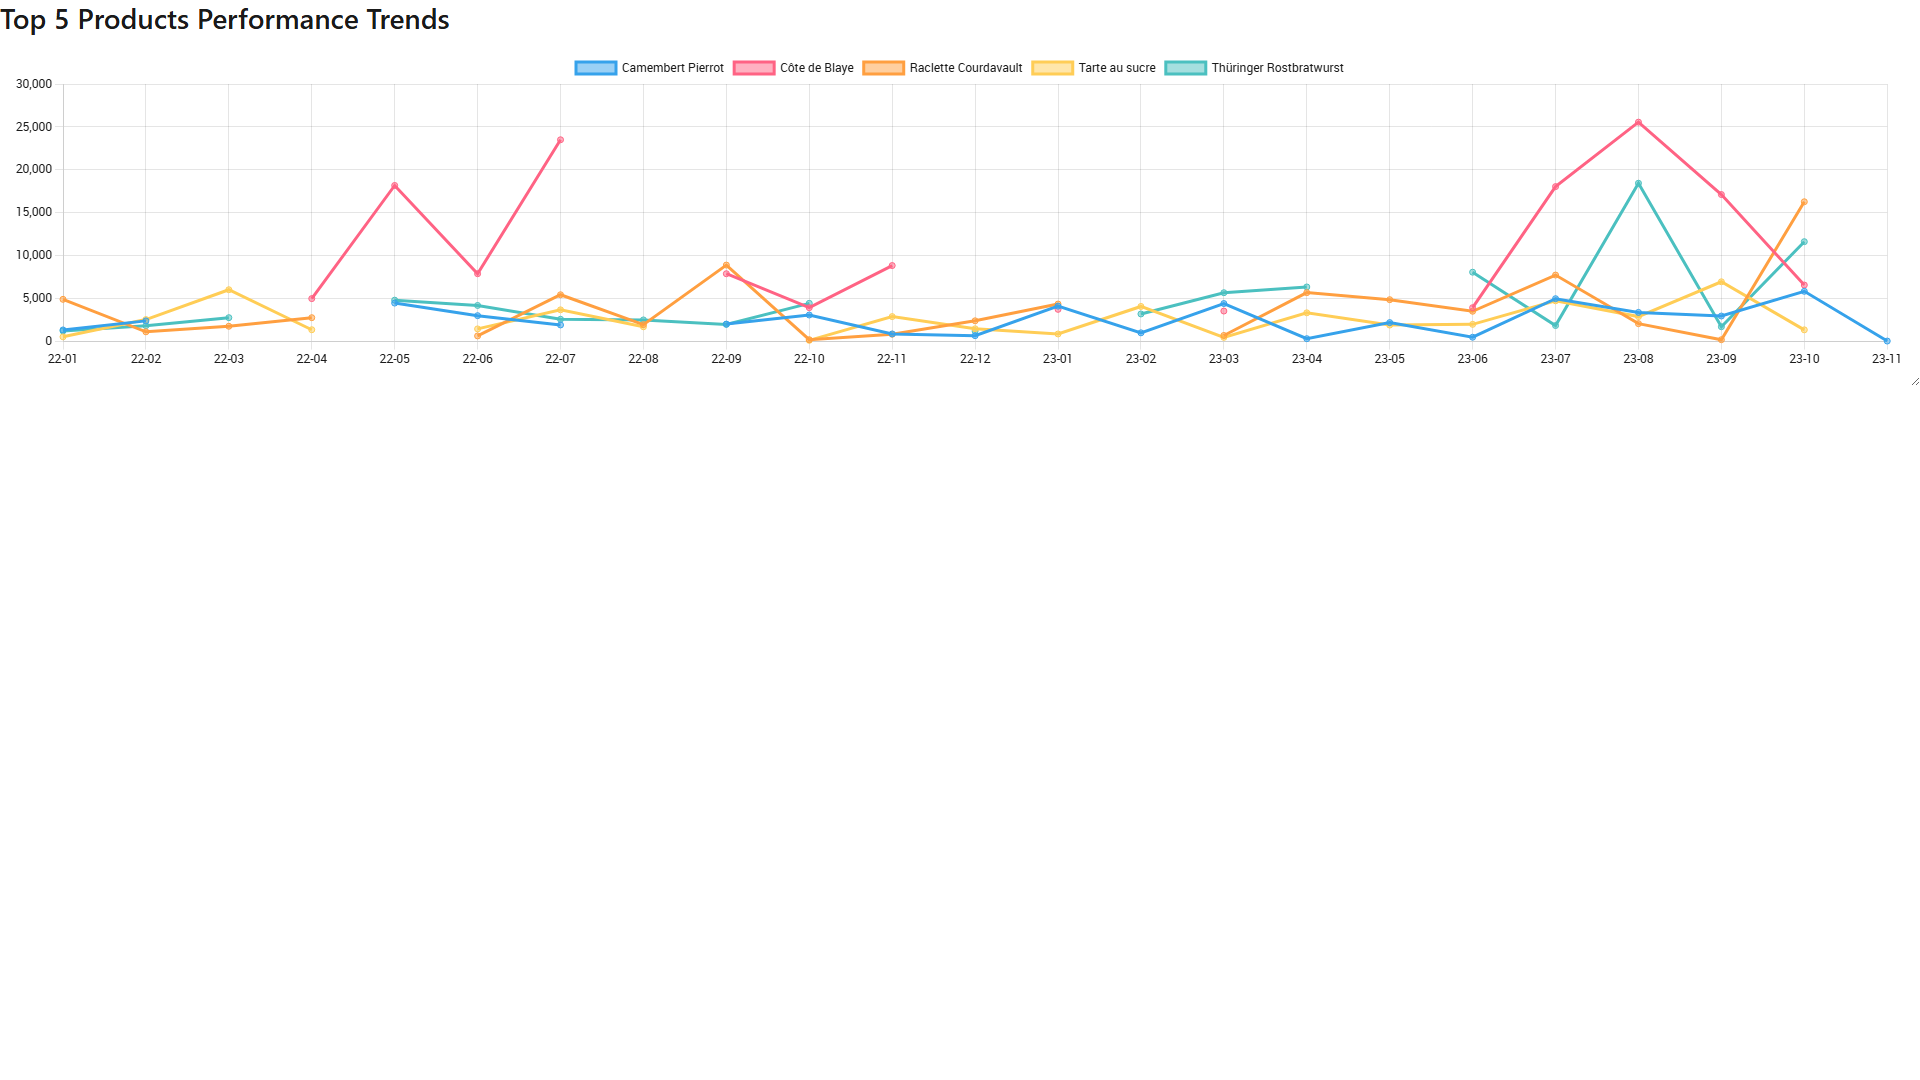 Top 5 Products Performance Trends
Camembert Pierrot Côte de Blaye Raclette Courdavault Tarte au sucre Thüringer Rostbratwurst
30,000
25,000
20,000
15,000
10,000
5,000
0
22-01 22-02 22-03 22-04 22-05 22-06 22-07 22-08 22-09 22-10 22-11 22-12 23-01 23-02 23-03 23-04 23-05 23-06 23-07 23-08 23-09 23-10 23-11